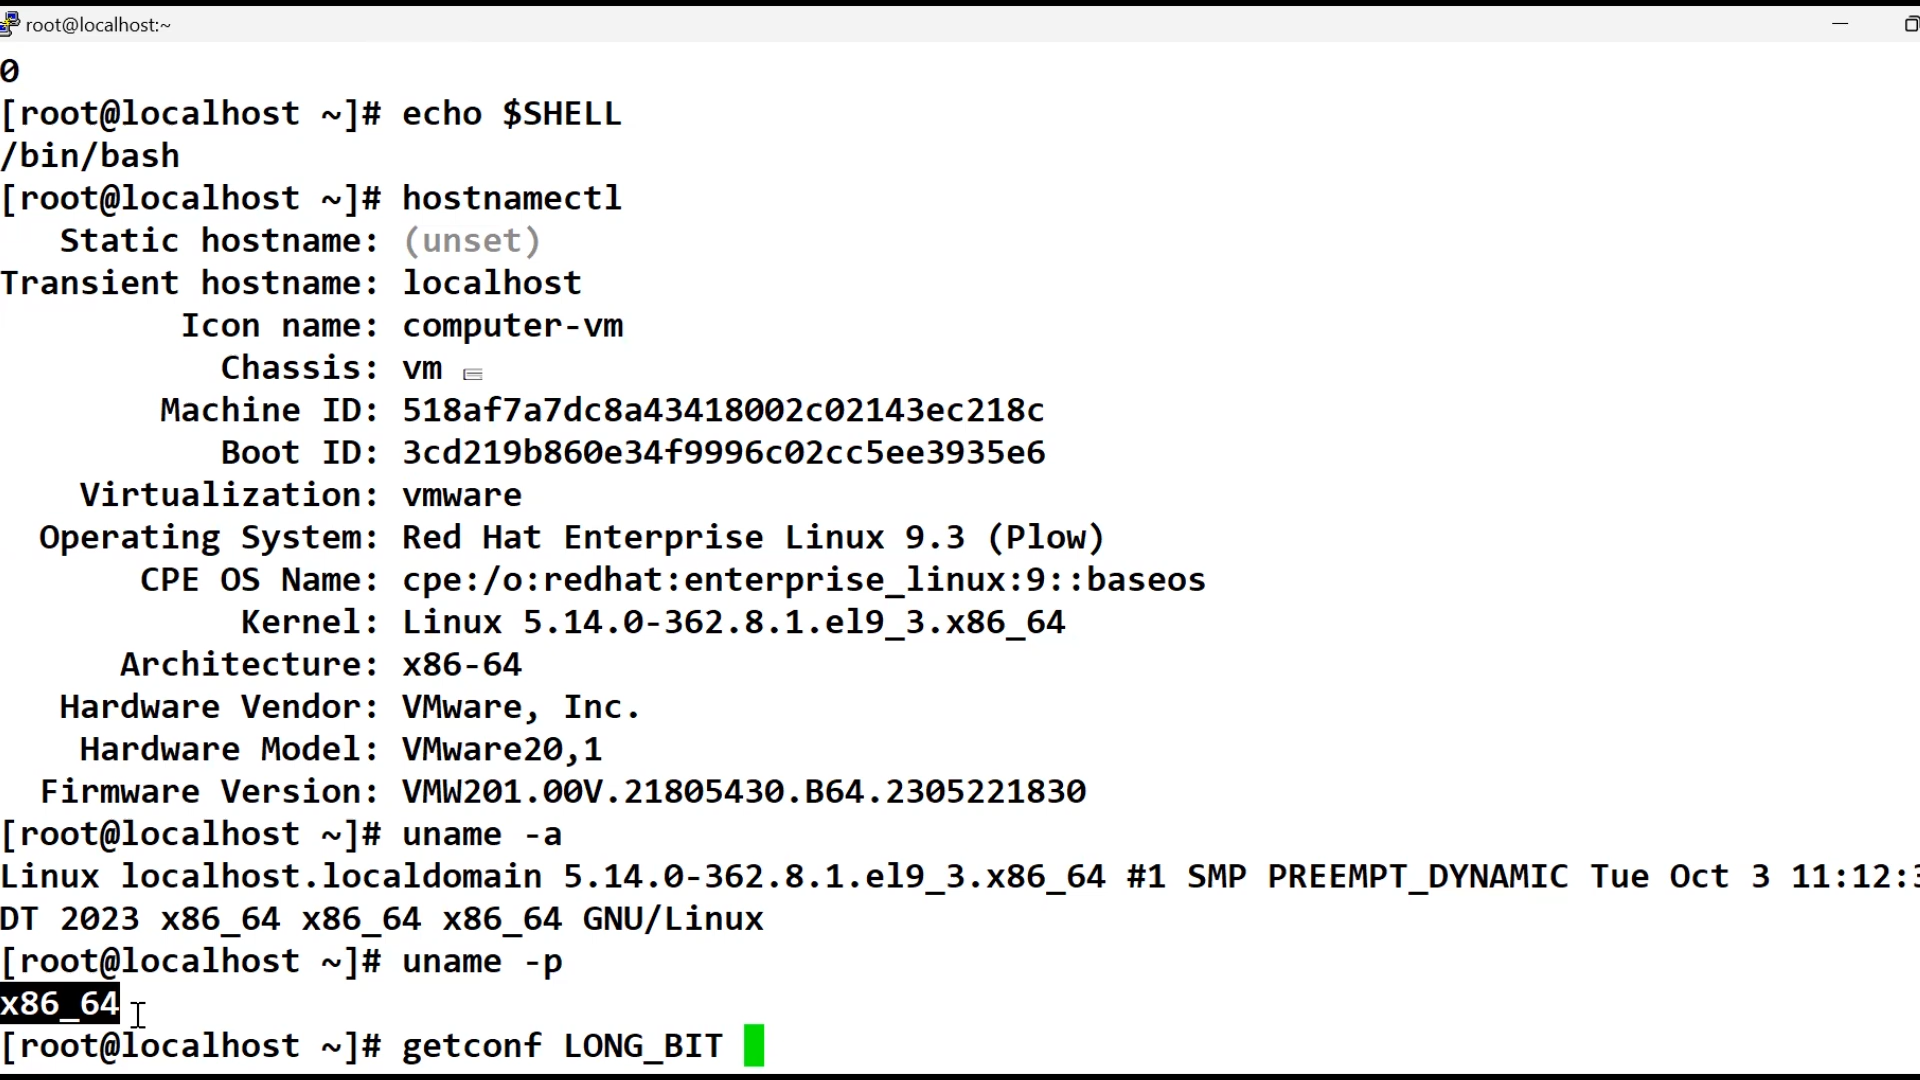 root@localhost:~
0
[root@localhost ~]# echo $SHELL
/bin/bash
[root@localhost ~]# hostnamectl
   Static hostname: (unset)
Transient hostname: localhost
         Icon name: computer-vm
           Chassis: vm
        Machine ID: 518af7a7dc8a43418002c02143ec218c
           Boot ID: 3cd219b860e34f9996c02cc5ee3935e6
    Virtualization: vmware
  Operating System: Red Hat Enterprise Linux 9.3 (Plow)
       CPE OS Name: cpe:/o:redhat:enterprise_linux:9::baseos
            Kernel: Linux 5.14.0-362.8.1.el9_3.x86_64
      Architecture: x86-64
   Hardware Vendor: VMware, Inc.
    Hardware Model: VMware20,1
  Firmware Version: VMW201.00V.21805430.B64.2305221830
[root@localhost ~]# uname -a
Linux localhost.localdomain 5.14.0-362.8.1.el9_3.x86_64 #1 SMP PREEMPT_DYNAMIC Tue Oct 3 11:12:3
DT 2023 x86_64 x86_64 x86_64 GNU/Linux
[root@localhost ~]# uname -p
x86_64
[root@localhost ~]# getconf LONG_BIT